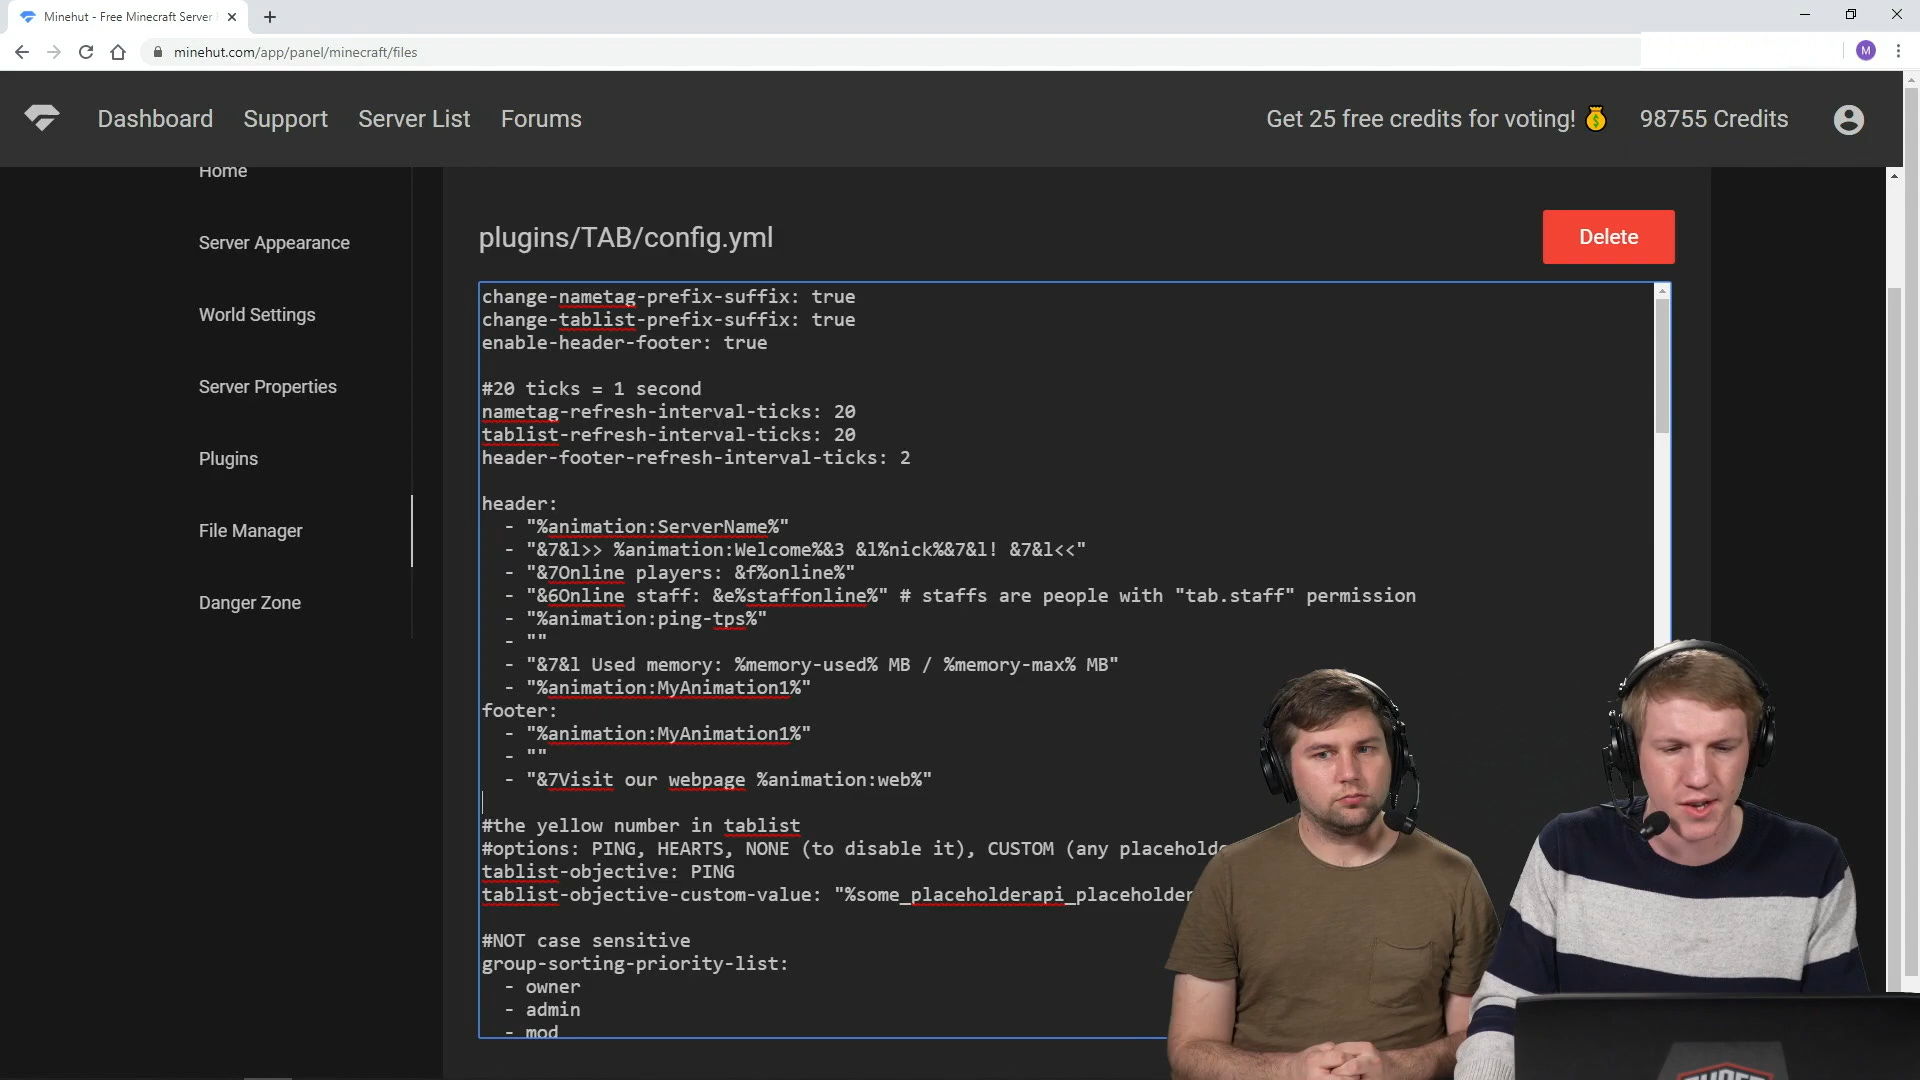 Minehut - Free Minecraft Server
minehut.com/app/panel/minecraft/files
M
Dashboard
Support
Server List
Forums
Get 25 free credits for voting!
98755 Credits
Home
Server Appearance
World Settings
Server Properties
Plugins
File Manager
Danger Zone
plugins/TAB/config.yml
Delete
change-nametag-prefix-suffix: true
change-tablist-prefix-suffix: true
enable-header-footer: true
#20 ticks = 1 second
nametag-refresh-interval-ticks: 20
tablist-refresh-interval-ticks: 20
header-footer-refresh-interval-ticks: 2
header:
- "%animation:ServerName%"
- "&7&l>> %animation:Welcome%&3 &l%nick%&7&l! &7&l<<"
- "&7Online players: &f%online%"
- "&6Online staff: &e%staffonline%" # staffs are people with "tab.staff" permission
- "%animation:ping-tps%"
- ""
- "&7&l Used memory: %memory-used% MB / %memory-max% MB"
- "%animation:MyAnimation1%"
footer:
- "%animation:MyAnimation1%"
- ""
- "&7Visit our webpage %animation:web%"
#the yellow number in tablist
#options: PING, HEARTS, NONE (to disable it), CUSTOM (any placeholde
tablist-objective: PING
tablist-objective-custom-value: "%some_placeholderapi_placeholder
#NOT case sensitive
group-sorting-priority-list:
- owner
- admin
- mod